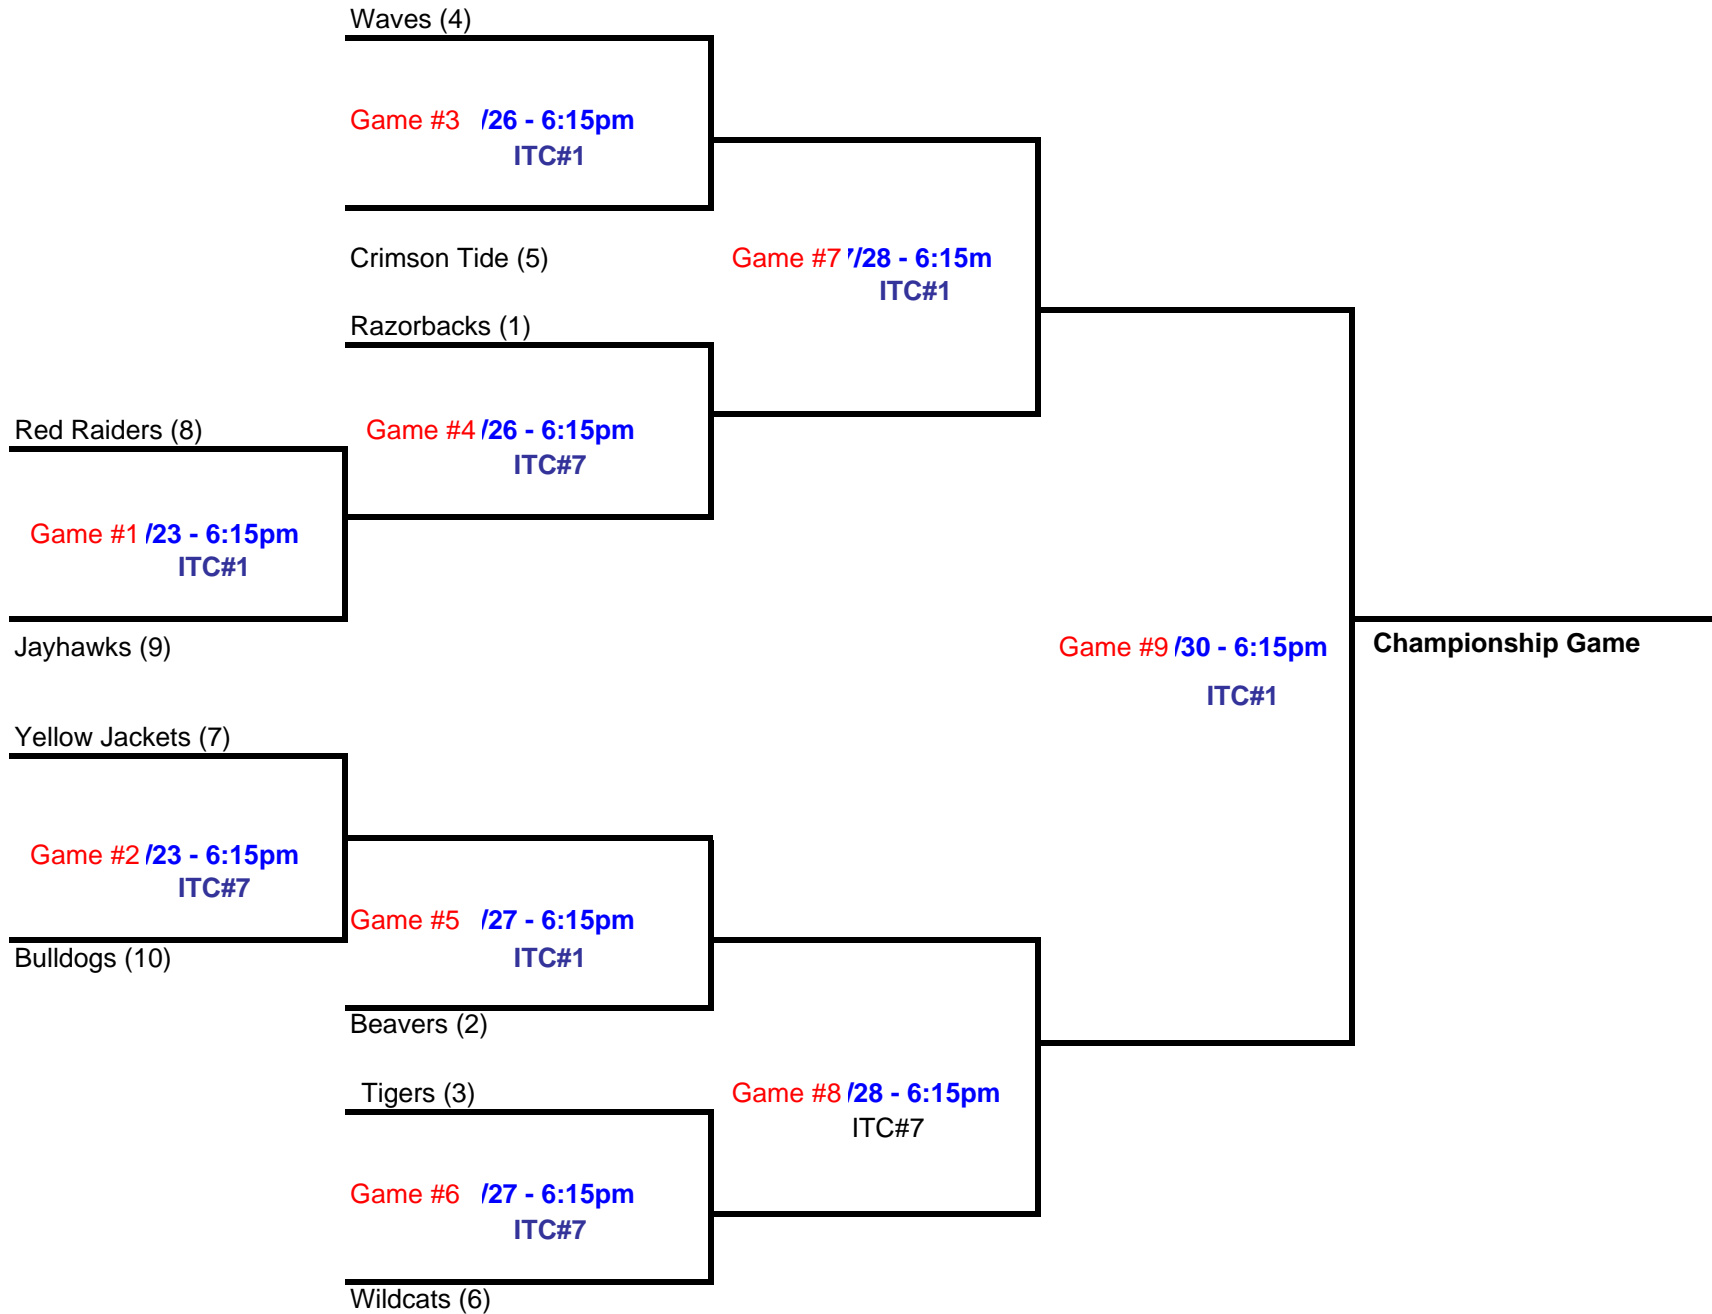 Waves (4)
Game #3 /26 - 6:15pm
ITC#1
Crimson Tide (5)
Game #7 7/28 - 6:15m
ITC#1
Razorbacks (1)
Red Raiders (8)
Game #4 /26 - 6:15pm
ITC#7
Game #1 /23 - 6:15pm
ITC#1
Jayhawks (9)
Game #9 /30 - 6:15pm
Championship Game
ITC#1
Yellow Jackets (7)
Game #2 /23 - 6:15pm
ITC#7
Game #5 /27 - 6:15pm
Bulldogs (10)
ITC#1
Beavers (2)
Tigers (3)
Game #8 /28 - 6:15pm
ITC#7
Game #6 /27 - 6:15pm
ITC#7
Wildcats (6)